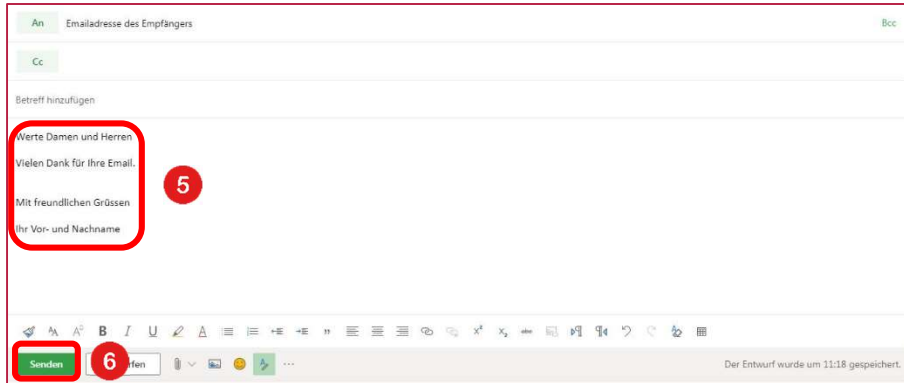 An Emailadresse des Empfängers Bcc
Cc
Betreff hinzufügen
Werte Damen und Herren
Vielen Dank für Ihre Email.
5
Mit freundlichen Grüssen
Ihr Vor- und Nachname
Senden 6 rfen
Der Entwurf wurde um 11:18 gespeichert.